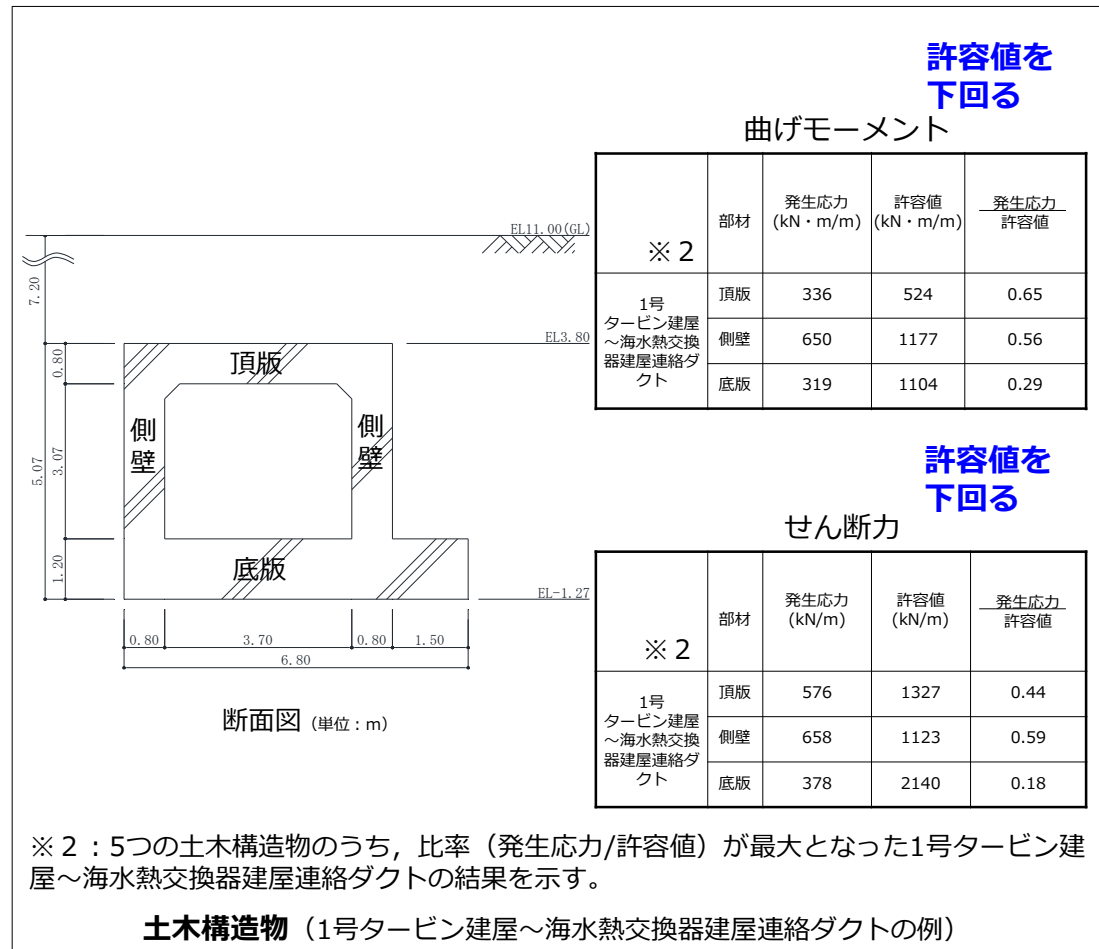 許容値を
下回る
曲げモーメント
※２
部材
発生応力
(kN・m/m)
許容値
(kN・m/m)
発生応力
許容値
1号
タービン建屋
～海水熱交換
器建屋連絡ダ
クト
頂版 336 524 0.65
側壁 650 1177 0.56
底版 319 1104 0.29
EL11.00(GL)
7.20
EL3.80
0.80
頂版
側壁
側壁
5.07
3.07
1.20
底版
EL-1.27
0.80 3.70 0.80 1.50
6.80
断面図（単位：m）
許容値を
下回る
せん断力
※２
部材
発生応力
(kN/m)
許容値
(kN/m)
発生応力
許容値
1号
タービン建屋
～海水熱交換
器建屋連絡ダ
クト
頂版 576 1327 0.44
側壁 658 1123 0.59
底版 378 2140 0.18
※２：5つの土木構造物のうち，比率（発生応力/許容値）が最大となった1号タービン建
屋～海水熱交換器建屋連絡ダクトの結果を示す。
土木構造物（1号タービン建屋～海水熱交換器建屋連絡ダクトの例）